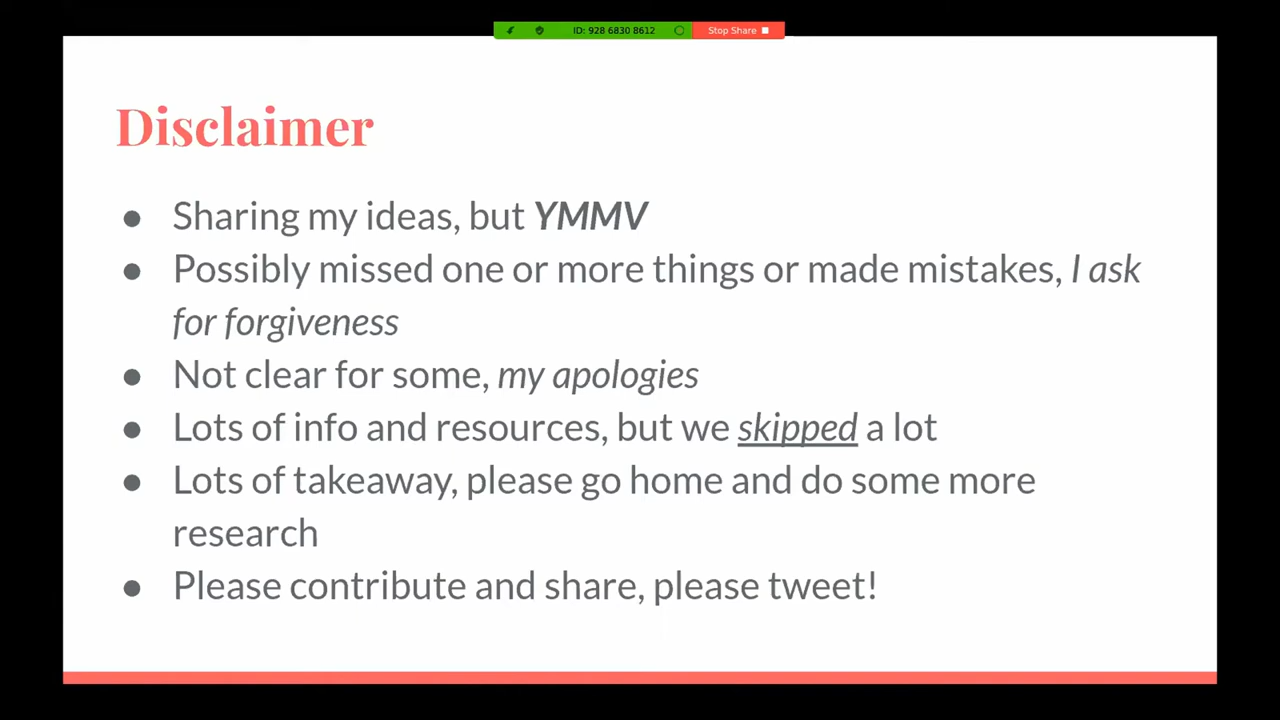 ID: 928 6830 8612
Stop Share
Disclaimer
● Sharing my ideas, but YMMV
● Possibly missed one or more things or made mistakes, I ask
for forgiveness
● Not clear for some, my apologies
● Lots of info and resources, but we skipped a lot
● Lots of takeaway, please go home and do some more
research
● Please contribute and share, please tweet!